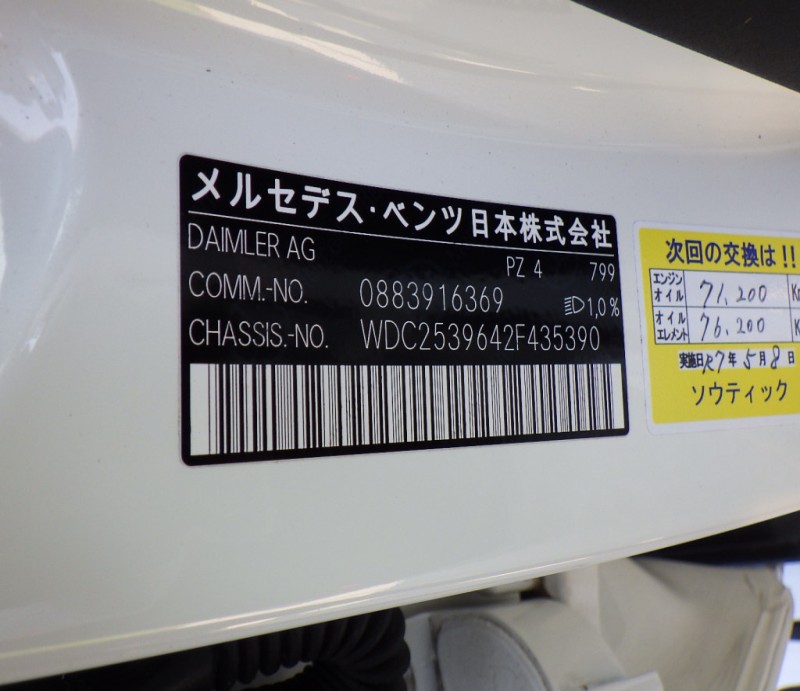 メルセデス・ベンツ日本株式会社
DAIMLER AG
PZ 4 799
COMM.-NO. 0883916369 1,0%
CHASSIS.-NO. WDC2539642F435390
次回の交換は!!
エンジン
オイル 71,200
オイル
エレメント 76,200
実施日R7年5月8日
ソウティック